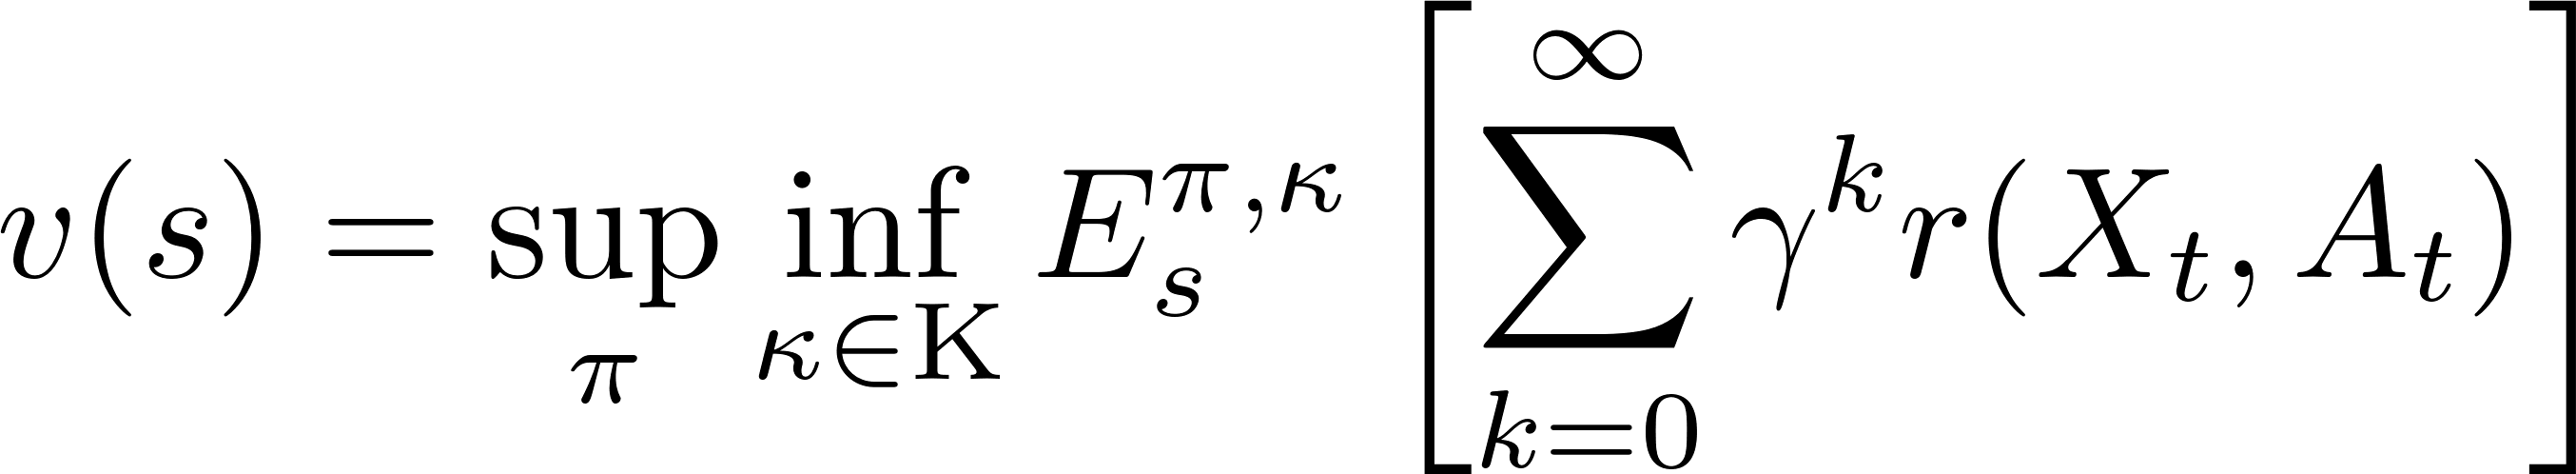 v(s) = \sup_{\pi} \inf_{\kappa \in \mathrm{K}} E_s^{\pi,\kappa} \left[ \sum_{k=0}^{\infty} \gamma^k r(X_t, A_t) \right]